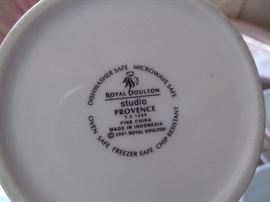 DISHWASHER SAFE MICROWAVE SAFE
ROYAL DOULTON
studio
PROVENCE
T.C 1289
FINE CHINA
MADE IN INDONESIA
© 2001 ROYAL DOULTON
OVEN SAFE FREEZER SAFE CHIP RESISTANT